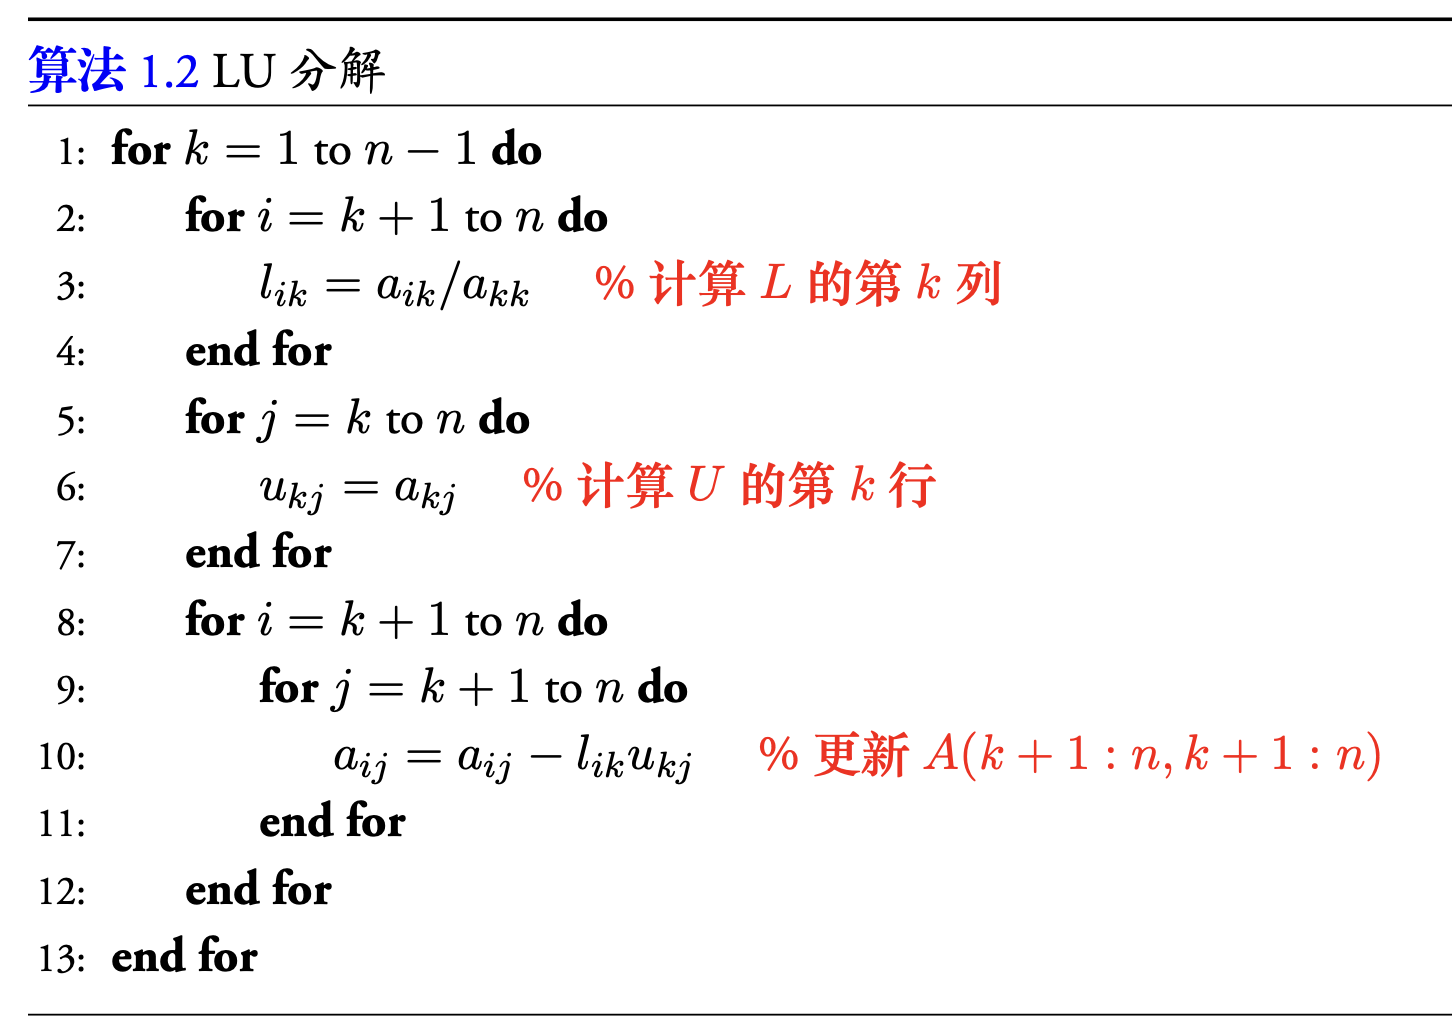 算法 1.2 LU 分解
1: for k = 1 to n − 1 do
2: for i = k + 1 to n do
3: l_{ik} = a_{ik}/a_{kk} % 计算 L 的第 k 列
4: end for
5: for j = k to n do
6: u_{kj} = a_{kj} % 计算 U 的第 k 行
7: end for
8: for i = k + 1 to n do
9: for j = k + 1 to n do
10: a_{ij} = a_{ij} − l_{ik}u_{kj} % 更新 A(k + 1 : n, k + 1 : n)
11: end for
12: end for
13: end for